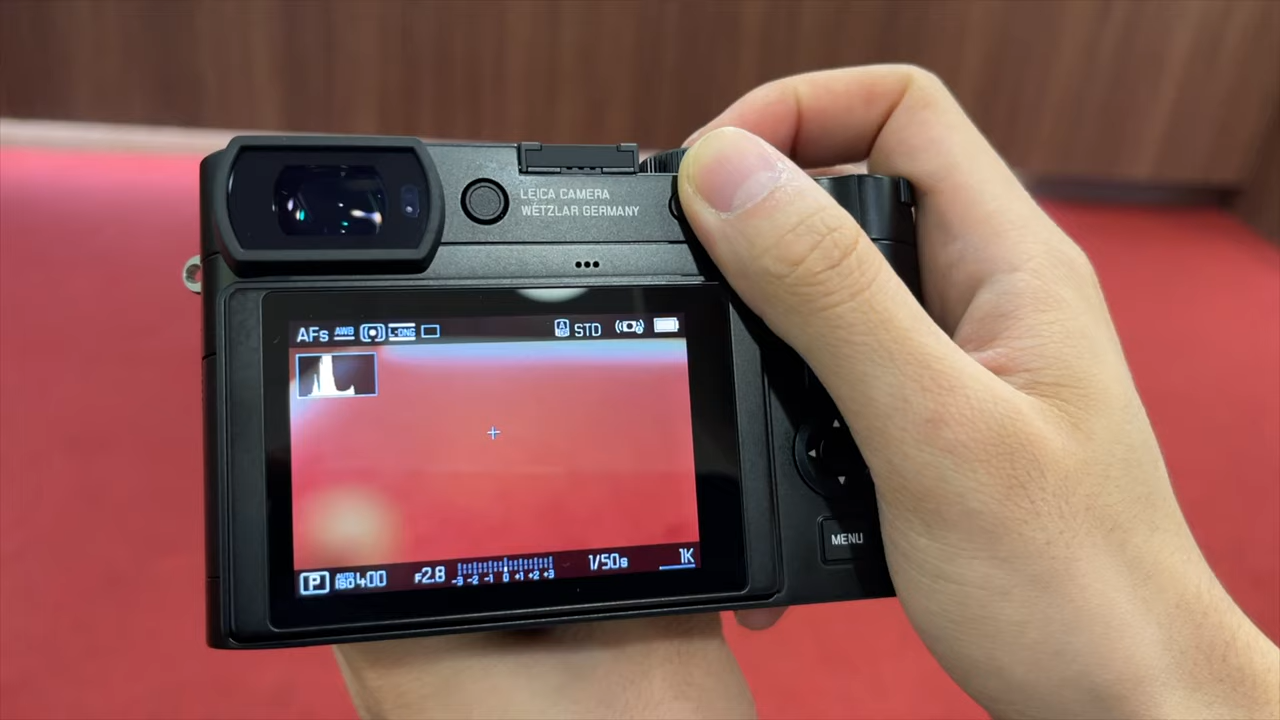 LEICA CAMERA
WETZLAR GERMANY
AFs AWB L-DNG STD
P AUTO ISO 400 F2.8 -3 -2 -1 0 +1 +2 +3 1/50s 1K
MENU